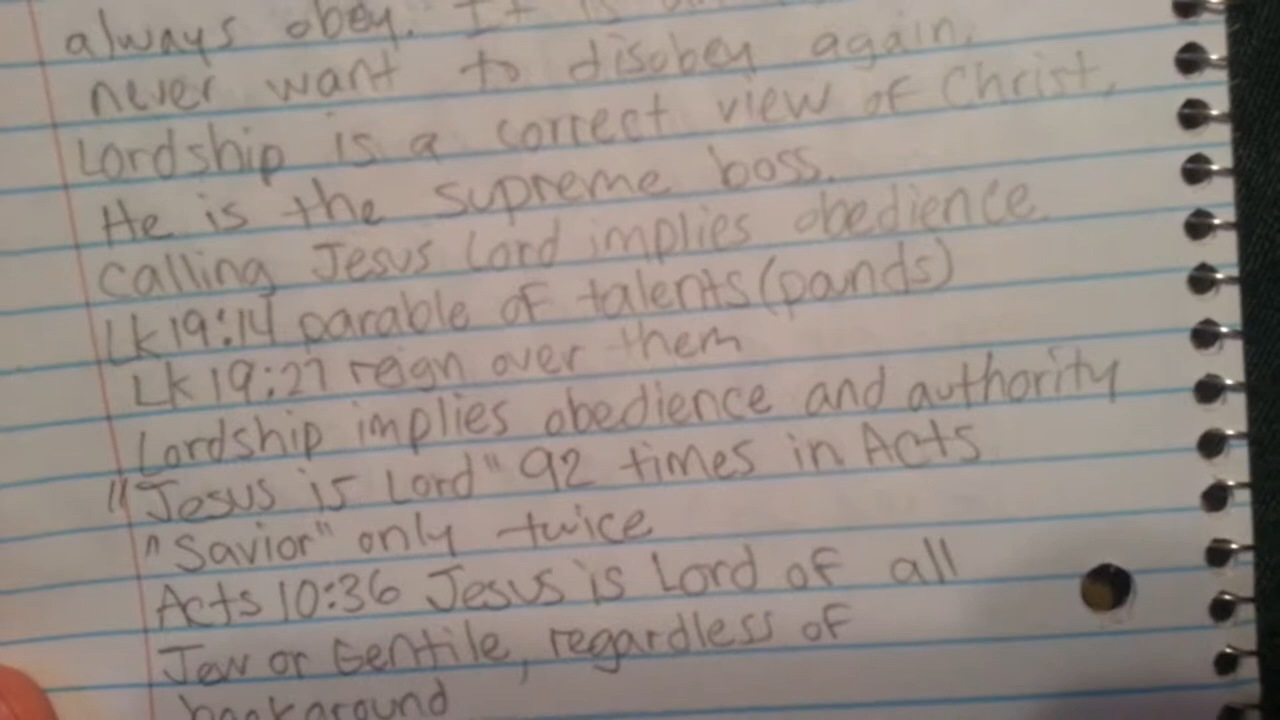 always obey. It is
never want to disobey again.
Lordship is a correct view of Christ.
He is the supreme boss.
Calling Jesus Lord implies obedience
Lk 19:14 parable of talents (pounds)
Lk 19:27 reign over them
Lordship implies obedience and authority
"Jesus is Lord" 92 times in Acts
"Savior" only twice
Acts 10:36 Jesus is Lord of all
Jew or Gentile, regardless of
background